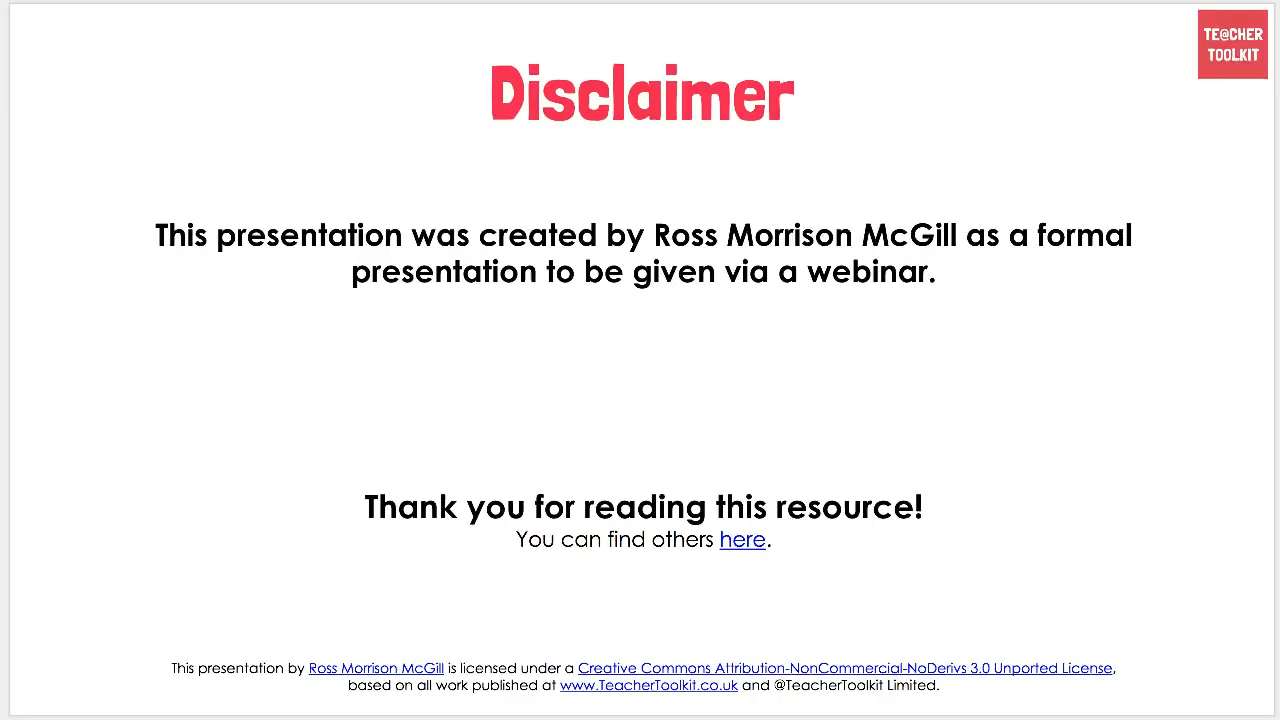 TE@CHER
TOOLKIT
Disclaimer
This presentation was created by Ross Morrison McGill as a formal
presentation to be given via a webinar.
Thank you for reading this resource!
You can find others here.
This presentation by Ross Morrison McGill is licensed under a Creative Commons Attribution-NonCommercial-NoDerivs 3.0 Unported License,
based on all work published at www.TeacherToolkit.co.uk and @TeacherToolkit Limited.